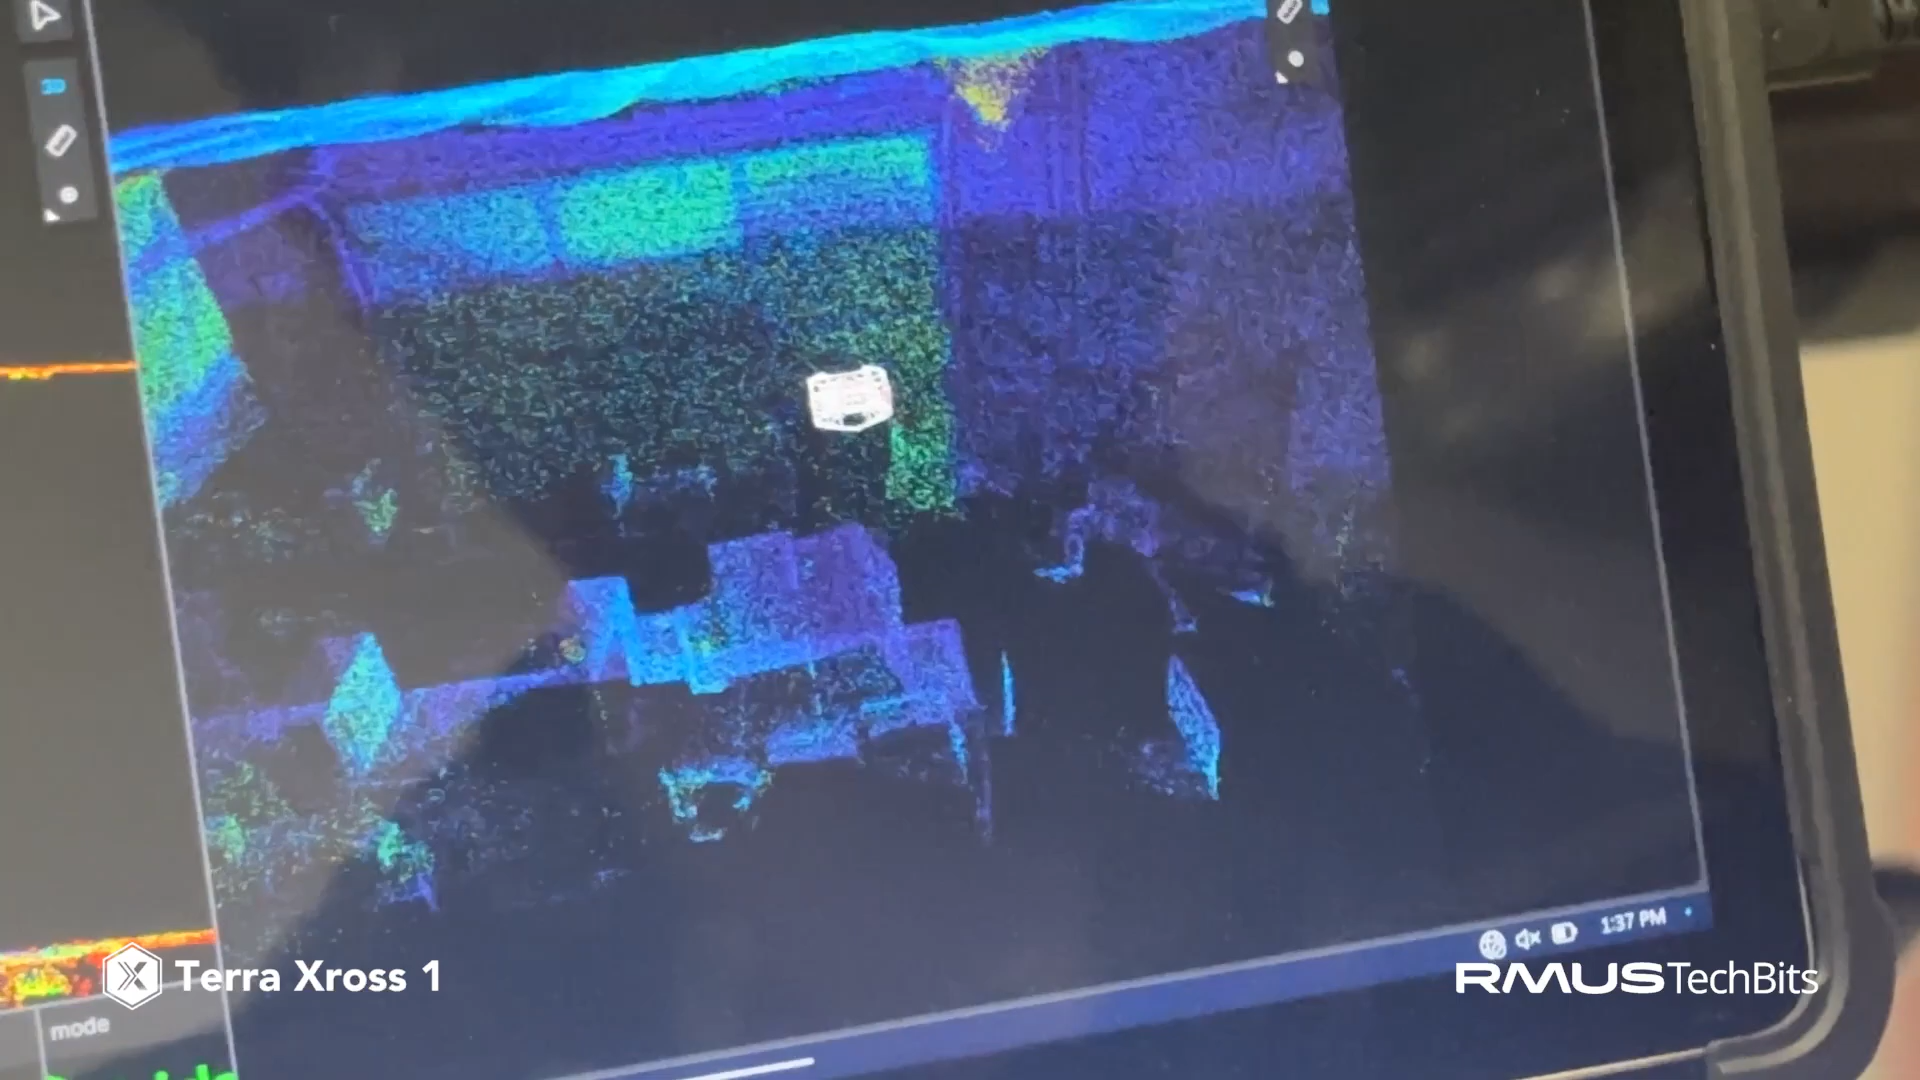 3D
1:37 PM
Terra Xross 1
RMUS TechBits
mode